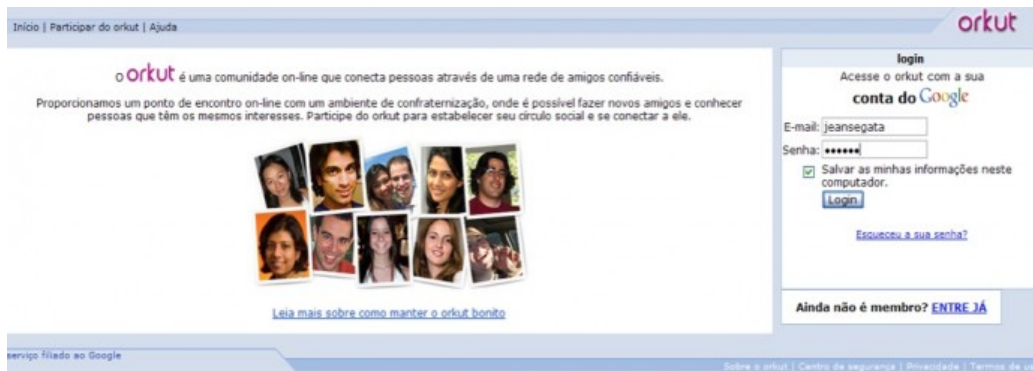 Início | Participar do orkut | Ajuda
orkut
O orkut é uma comunidade on-line que conecta pessoas através de uma rede de amigos confiáveis.
Proporcionamos um ponto de encontro on-line com um ambiente de confraternização, onde é possível fazer novos amigos e conhecer
pessoas que têm os mesmos interesses. Participe do orkut para estabelecer seu círculo social e se conectar a ele.
Leia mais sobre como manter o orkut bonito
login
Acesse o orkut com a sua
conta do Google
E-mail: jeansegata
Senha: ••••••
Salvar as minhas informações neste
computador.
Login
Esqueceu a sua senha?
Ainda não é membro? ENTRE JÁ
serviço filiado ao Google
Sobre o orkut | Centro de segurança | Privacidade | Termos de